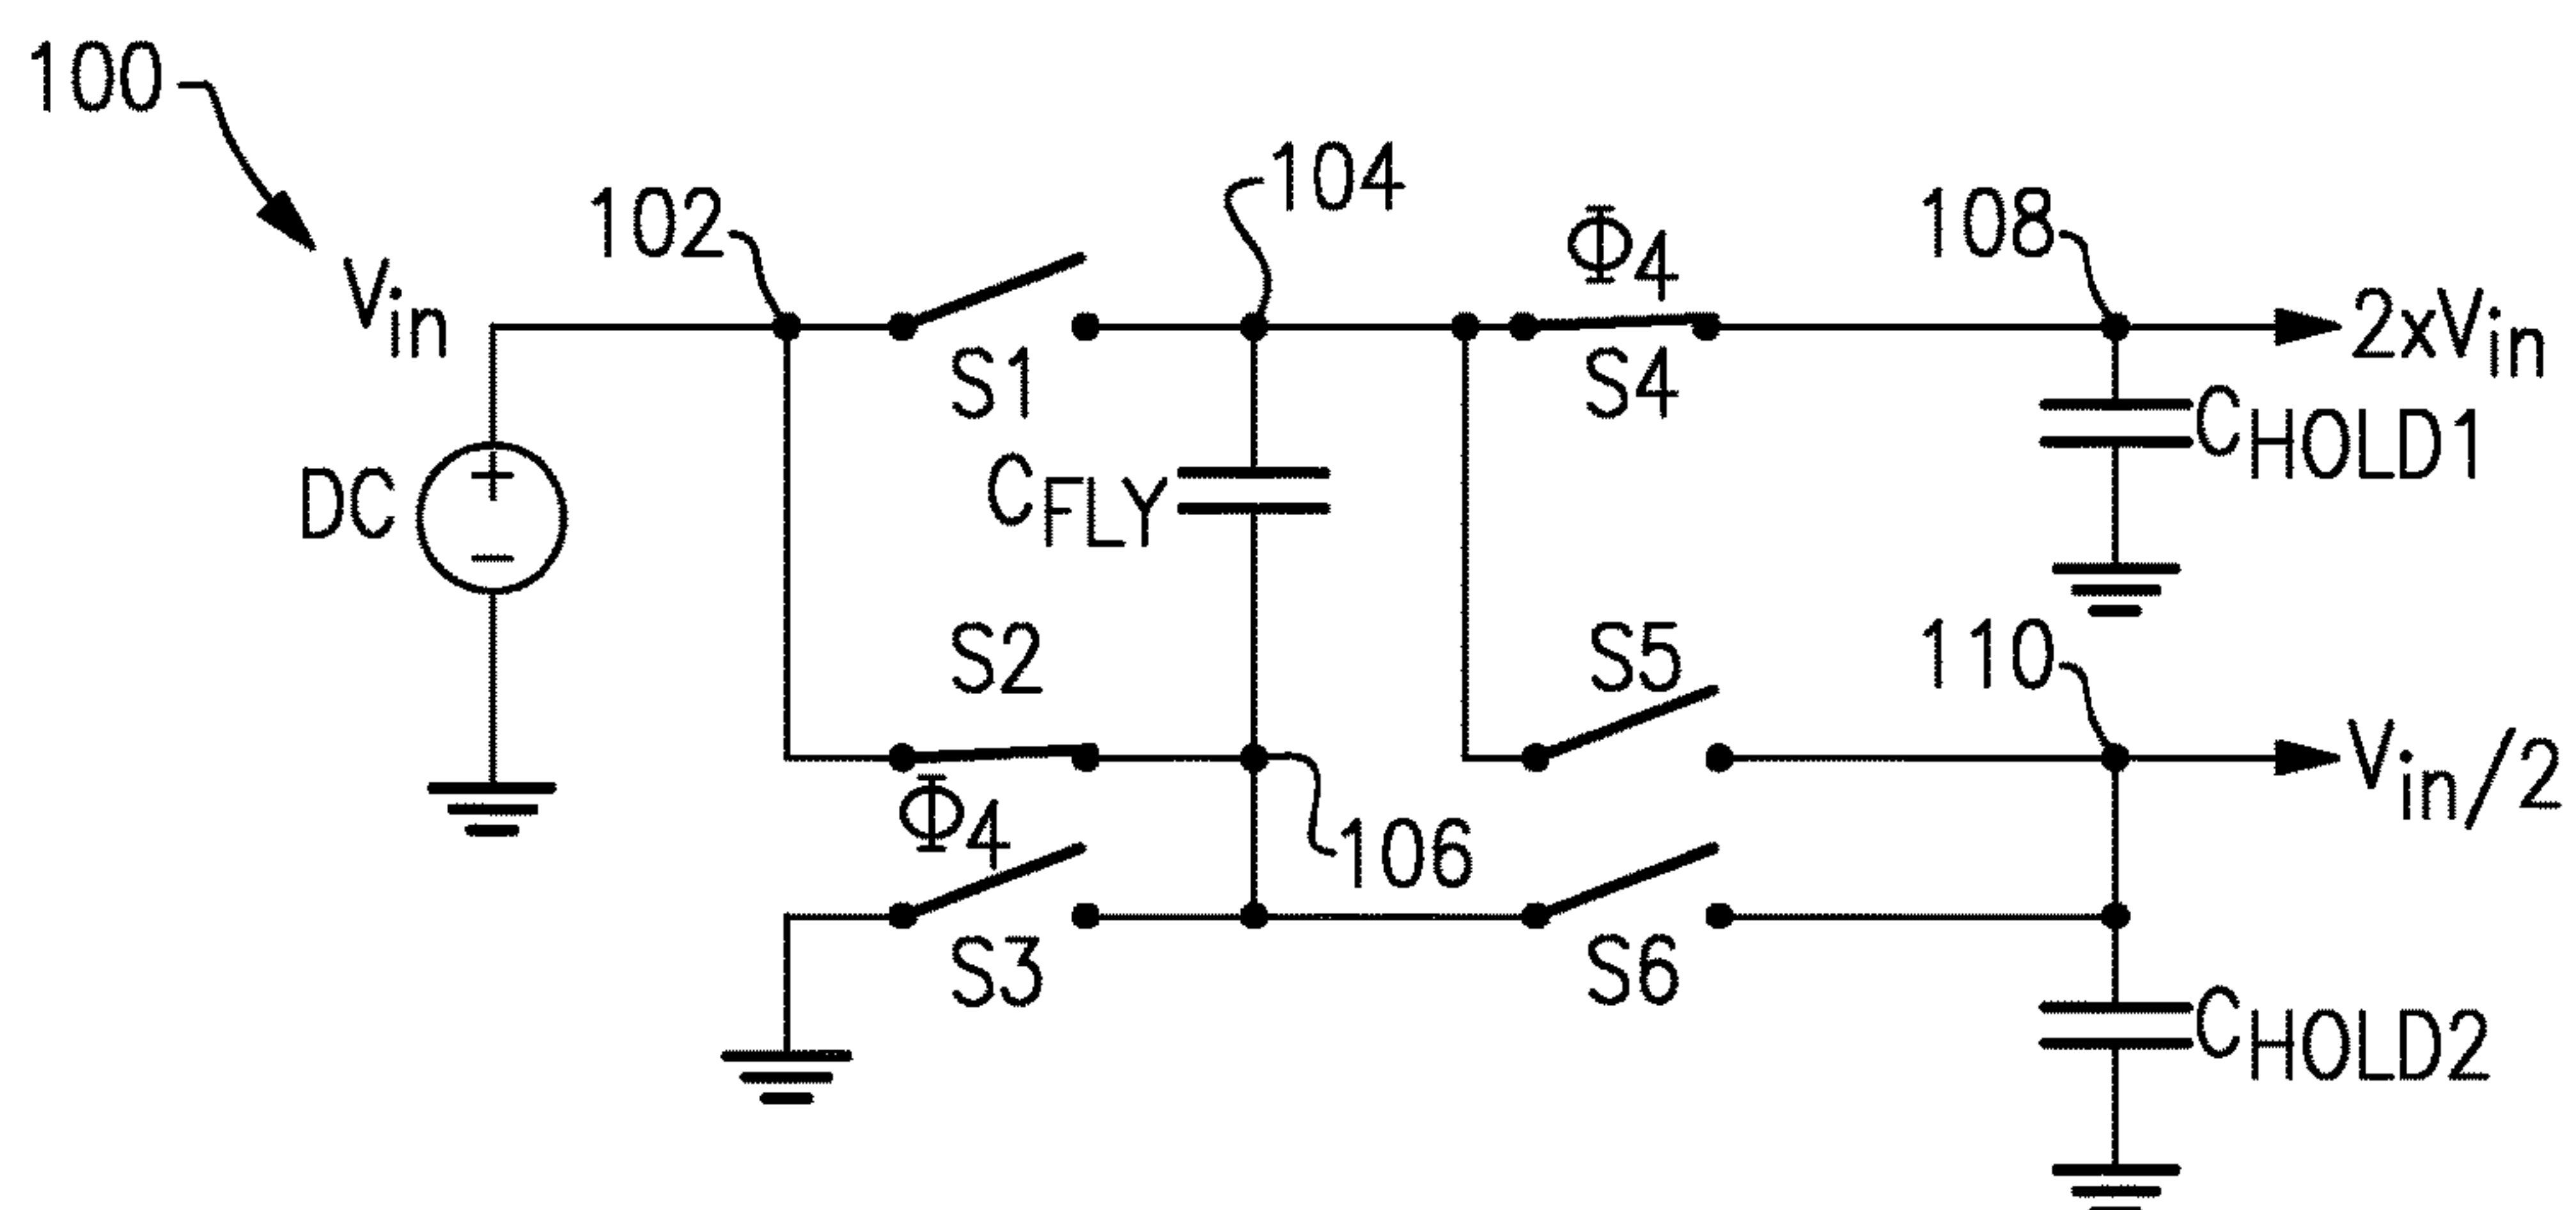 100
102
104
Φ4
108
Vin
2xVin
S1
S4
CHOLD1
DC
+
−
CFLY
S2
S5
110
Vin/2
Φ4
106
S3
S6
CHOLD2